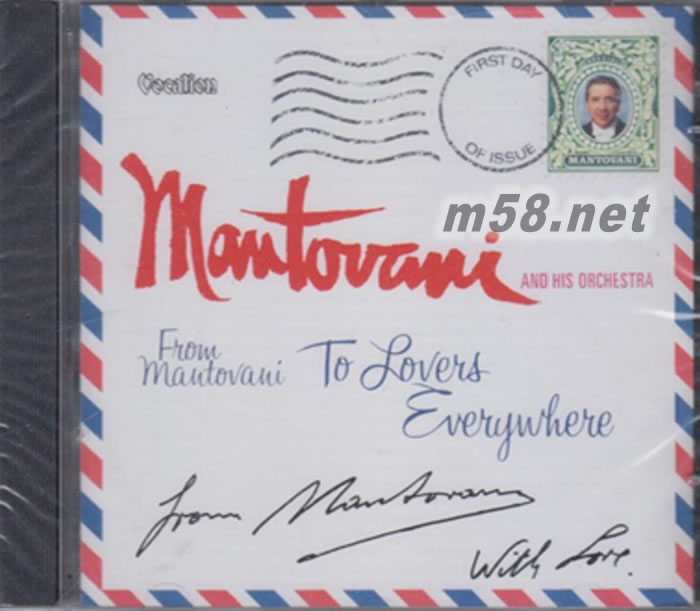 Vocalion
FIRST DAY
OF ISSUE
MANTOVANI
Mantovani
m58.net
AND HIS ORCHESTRA
From
Mantovani
To Lovers
Everywhere
from Mantovani
With Love.